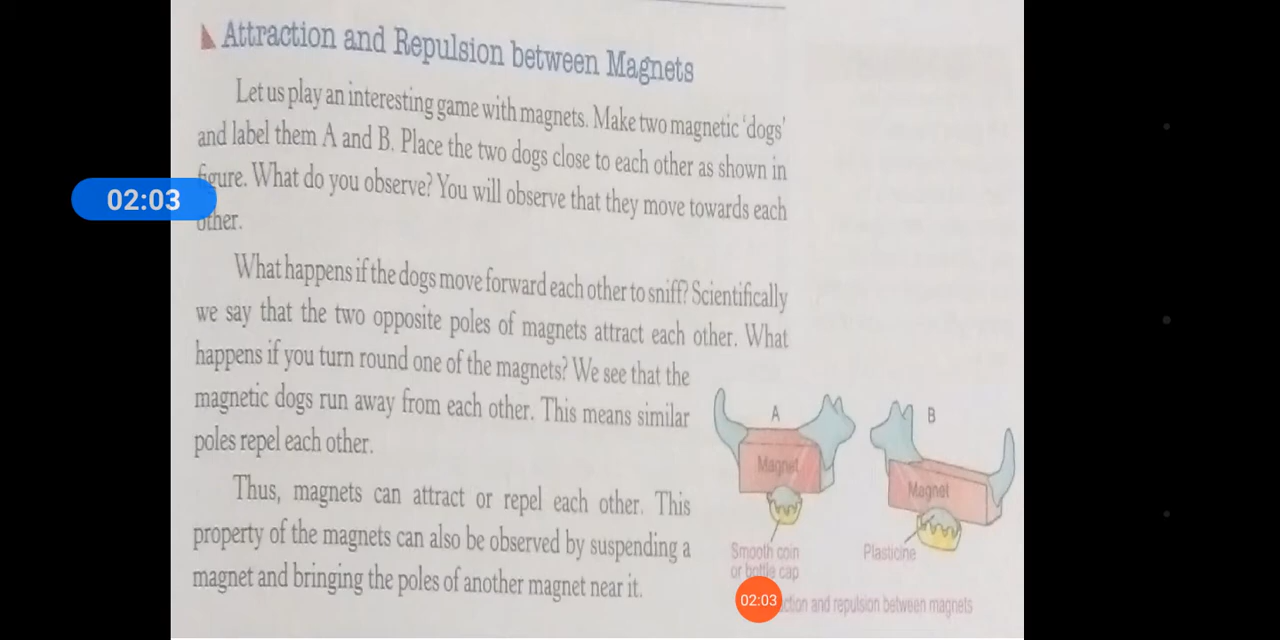 Attraction and Repulsion between Magnets
Let us play an interesting game with magnets. Make two magnetic 'dogs'
and label them A and B. Place the two dogs close to each other as shown in
figure. What do you observe? You will observe that they move towards each
02:03
other.
What happens if the dogs move forward each other to sniff? Scientifically
we say that the two opposite poles of magnets attract each other. What
happens if you turn round one of the magnets? We see that the
magnetic dogs run away from each other. This means similar
poles repel each other.
Thus, magnets can attract or repel each other. This
property of the magnets can also be observed by suspending a
magnet and bringing the poles of another magnet near it.
A
B
Magnet
Magnet
Smooth coin
or bottle cap
Plasticine
02:03
ction and repulsion between magnets